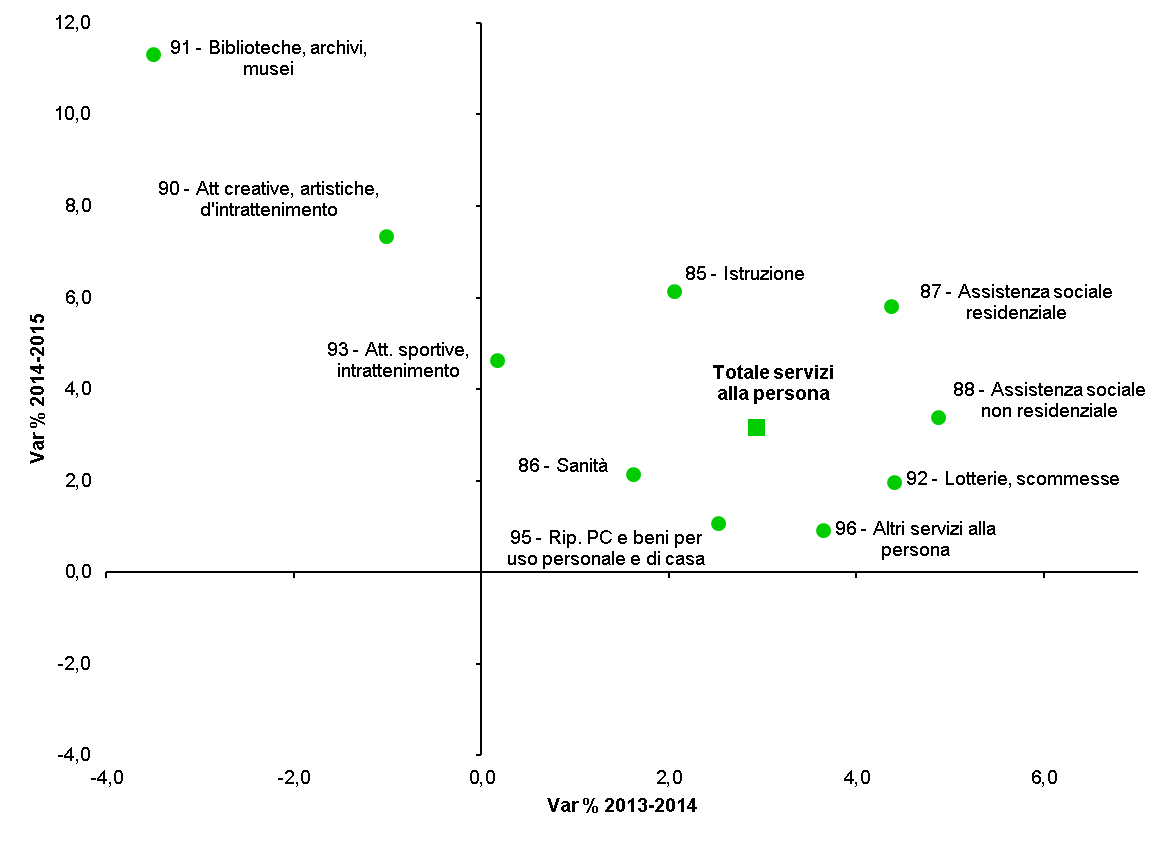 12,0
91 - Biblioteche, archivi,
musei
10,0
90 - Att creative, artistiche,
d'intrattenimento
8,0
85 - Istruzione
6,0
87 - Assistenza sociale
residenziale
93 - Att. sportive,
intrattenimento
Totale servizi
alla persona
4,0
88 - Assistenza sociale
non residenziale
86 - Sanità
2,0
92 - Lotterie, scommesse
95 - Rip. PC e beni per
uso personale e di casa
96 - Altri servizi alla
persona
0,0
-2,0
-4,0
Var % 2014-2015
-4,0 -2,0 0,0 2,0 4,0 6,0
Var % 2013-2014